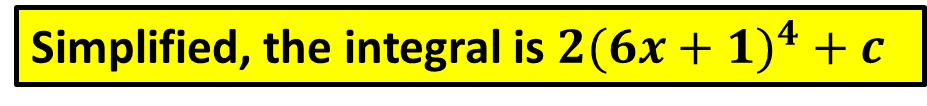 Simplified, the integral is 2(6x + 1)⁴ + c